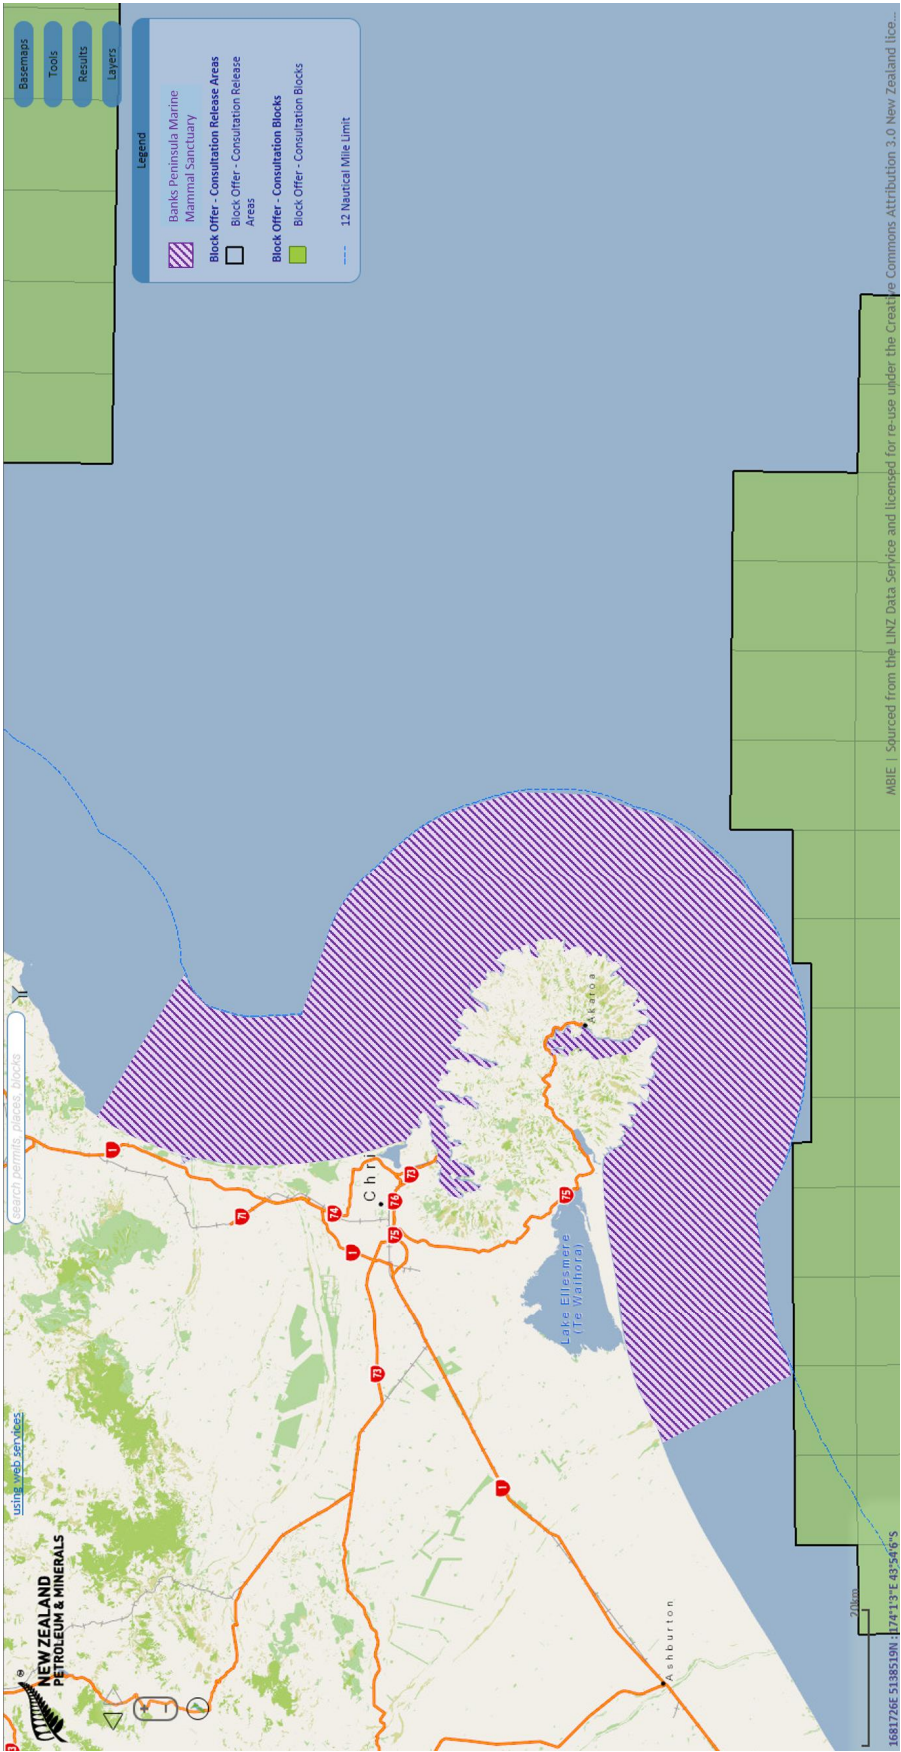 NEW ZEALAND
PETROLEUM & MINERALS
®
using web services
search permits, places, blocks
Basemaps
Tools
Results
Layers
Legend
Banks Peninsula Marine
Mammal Sanctuary
Block Offer - Consultation Release Areas
Block Offer - Consultation Release
Areas
Block Offer - Consultation Blocks
Block Offer - Consultation Blocks
12 Nautical Mile Limit
1
71
74
1
73
75
76
73
75
73
1
Chri
Akaroa
Lake Ellesmere
(Te Waihora)
Ashburton
20km
1681726E 5138519N : 174°1'3"E 43°54'6"S
MBIE | Sourced from the LINZ Data Service and licensed for re-use under the Creative Commons Attribution 3.0 New Zealand lice...